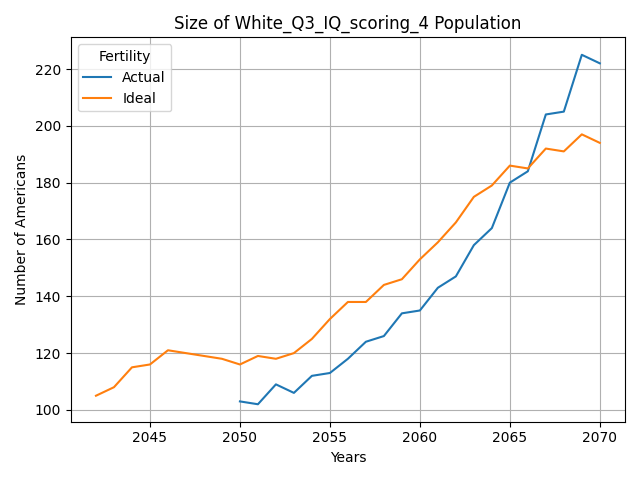 Size of White_Q3_IQ_scoring_4 Population
Fertility
Actual
Ideal
Number of Americans
220
200
180
160
140
120
100
2045 2050 2055 2060 2065 2070
Years